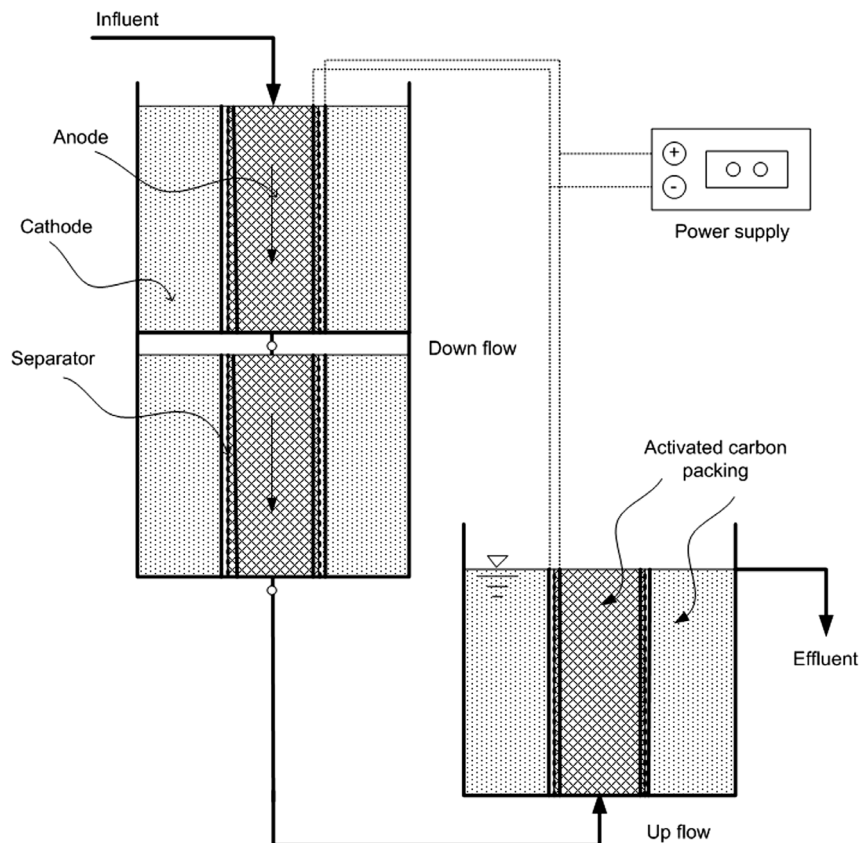 Influent
Anode
+
-
Cathode
Power supply
Separator
Down flow
Activated carbon
packing
Effluent
Up flow